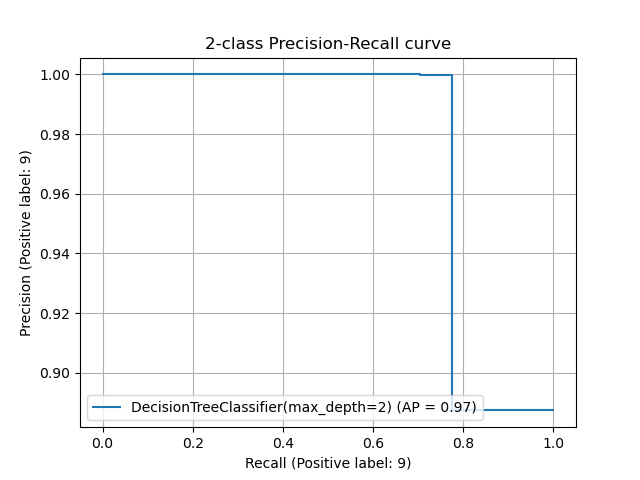 2-class Precision-Recall curve
Precision (Positive label: 9)
1.00
0.98
0.96
0.94
0.92
0.90
DecisionTreeClassifier(max_depth=2) (AP = 0.97)
0.0 0.2 0.4 0.6 0.8 1.0
Recall (Positive label: 9)